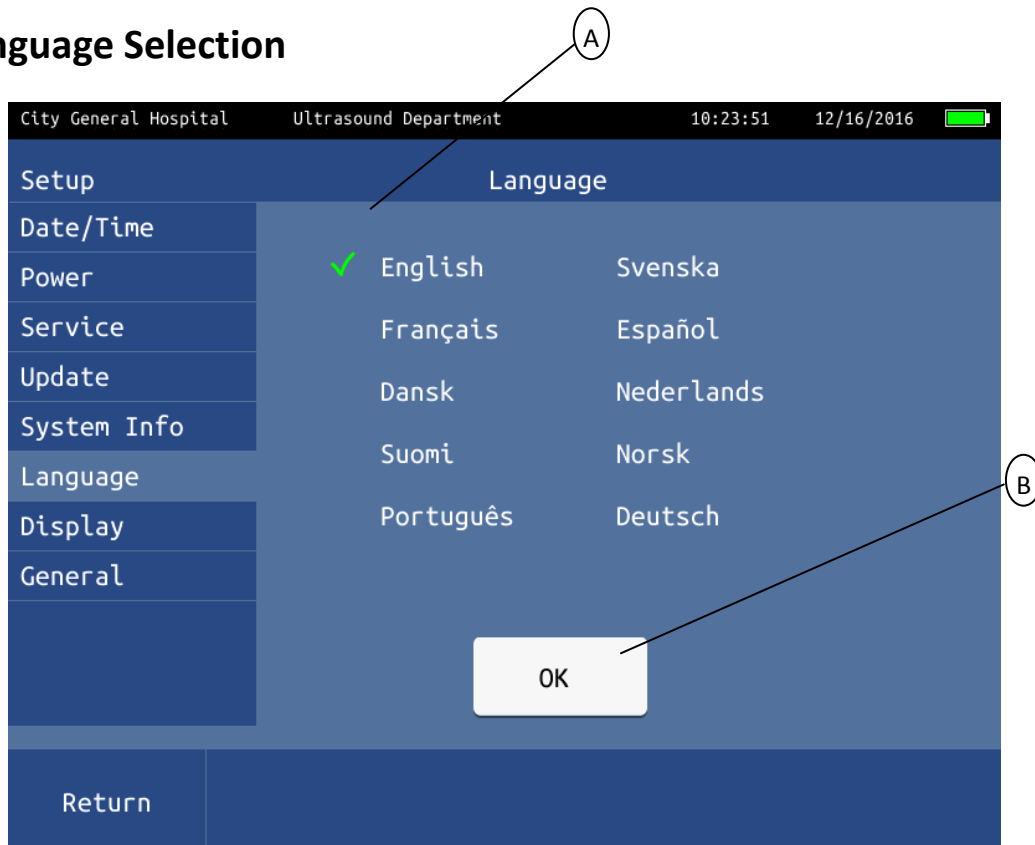 nguage Selection
A
City General Hospital Ultrasound Department 10:23:51 12/16/2016
Setup Language
Date/Time
Power
Service
Update
System Info
Language
Display
General
English Svenska
Français Español
Dansk Nederlands
Suomi Norsk
Português Deutsch
B
OK
Return